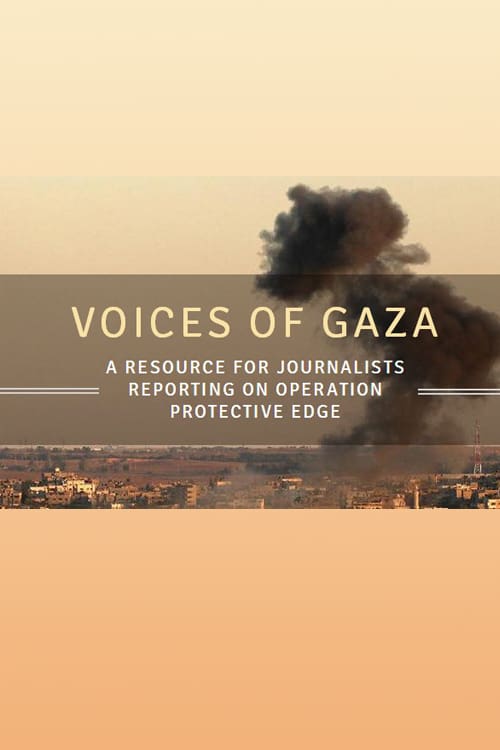 VOICES OF GAZA
A RESOURCE FOR JOURNALISTS
REPORTING ON OPERATION
PROTECTIVE EDGE